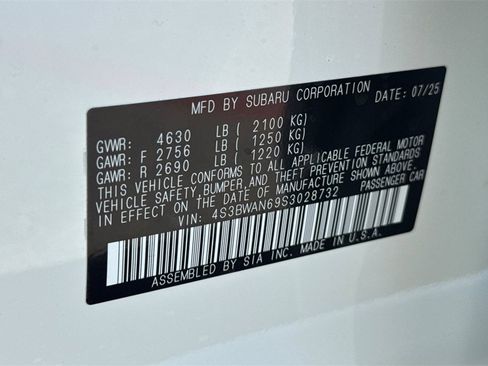 MFD BY SUBARU CORPORATION DATE: 07/25
GVWR: 4630 LB ( 2100 KG)
GAWR: F 2756 LB ( 1250 KG)
GAWR: R 2690 LB ( 1220 KG)
THIS VEHICLE CONFORMS TO ALL APPLICABLE FEDERAL MOTOR
VEHICLE SAFETY, BUMPER, AND THEFT PREVENTION STANDARDS
IN EFFECT ON THE DATE OF MANUFACTURE SHOWN ABOVE.
VIN: 4S3BWAN69S3028732 PASSENGER CAR
ASSEMBLED BY SIA INC. MADE IN U.S.A.